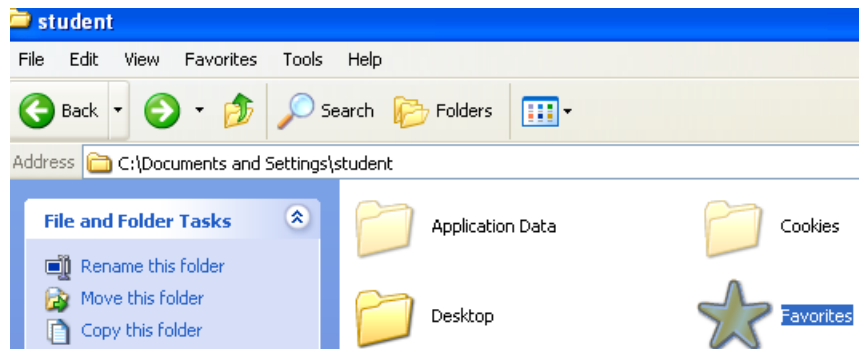 student
File Edit View Favorites Tools Help
Back Search Folders
Address C:\Documents and Settings\student
File and Folder Tasks
Rename this folder
Move this folder
Copy this folder
Application Data Cookies
Desktop Favorites